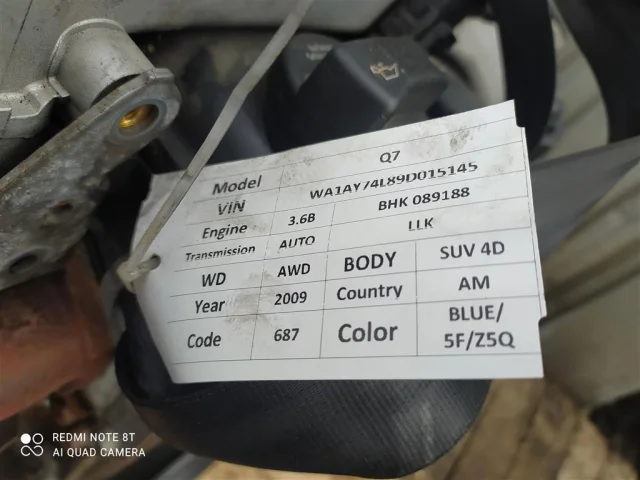 Model Q7
VIN WA1AY74L89D015145
Engine 3.6B BHK 089188
Transmission AUTO LLK
WD AWD BODY SUV 4D
Year 2009 Country AM
Code 687 Color BLUE/
5F/Z5Q
REDMI NOTE 8T
AI QUAD CAMERA